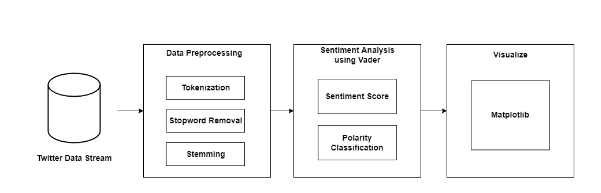 Twitter Data Stream
Data Preprocessing
Tokenization
Stopword Removal
Stemming
Sentiment Analysis
using Vader
Sentiment Score
Polarity
Classification
Visualize
Matplotlib